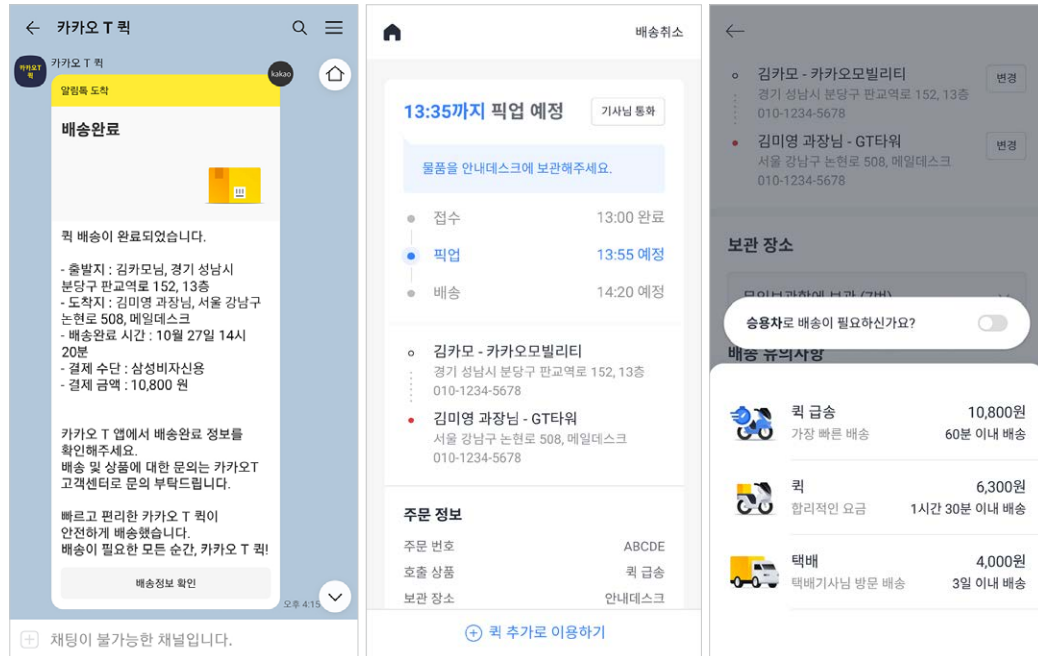 카카오 T 퀵
카카오T
퀵
카카오 T 퀵
kakao
알림톡 도착
배송완료
퀵 배송이 완료되었습니다.
- 출발지 : 김카모님, 경기 성남시
분당구 판교역로 152, 13층
- 도착지 : 김미영 과장님, 서울 강남구
논현로 508, 메일데스크
- 배송완료 시간 : 10월 27일 14시
20분
- 결제 수단 : 삼성비자신용
- 결제 금액 : 10,800 원
카카오 T 앱에서 배송완료 정보를
확인해주세요.
배송 및 상품에 대한 문의는 카카오T
고객센터로 문의 부탁드립니다.
빠르고 편리한 카카오 T 퀵이
안전하게 배송했습니다.
배송이 필요한 모든 순간, 카카오 T 퀵!
배송정보 확인
오후 4:15
채팅이 불가능한 채널입니다.
배송취소
13:35까지 픽업 예정
기사님 통화
물품을 안내데스크에 보관해주세요.
접수 13:00 완료
픽업 13:55 예정
배송 14:20 예정
김카모 - 카카오모빌리티
경기 성남시 분당구 판교역로 152, 13층
010-1234-5678
김미영 과장님 - GT타워
서울 강남구 논현로 508, 메일데스크
010-1234-5678
주문 정보
주문 번호 ABCDE
호출 상품 퀵 급송
보관 장소 안내데스크
퀵 추가로 이용하기
김카모 - 카카오모빌리티
변경
경기 성남시 분당구 판교역로 152, 13층
010-1234-5678
김미영 과장님 - GT타워
변경
서울 강남구 논현로 508, 메일데스크
010-1234-5678
보관 장소
무인보관함에 보관 (7번)
승용차로 배송이 필요하신가요?
배송 유의사항
퀵 급송 10,800원
가장 빠른 배송 60분 이내 배송
퀵 6,300원
합리적인 요금 1시간 30분 이내 배송
택배 4,000원
택배기사님 방문 배송 3일 이내 배송